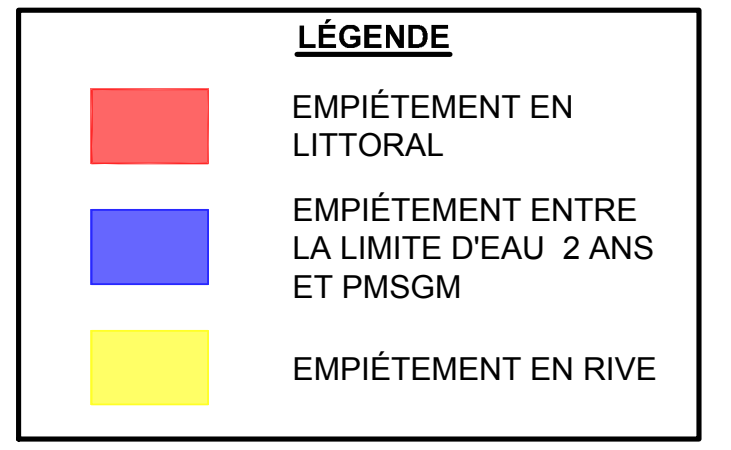 LÉGENDE
EMPIÉTEMENT EN
LITTORAL
EMPIÉTEMENT ENTRE
LA LIMITE D'EAU 2 ANS
ET PMSGM
EMPIÉTEMENT EN RIVE